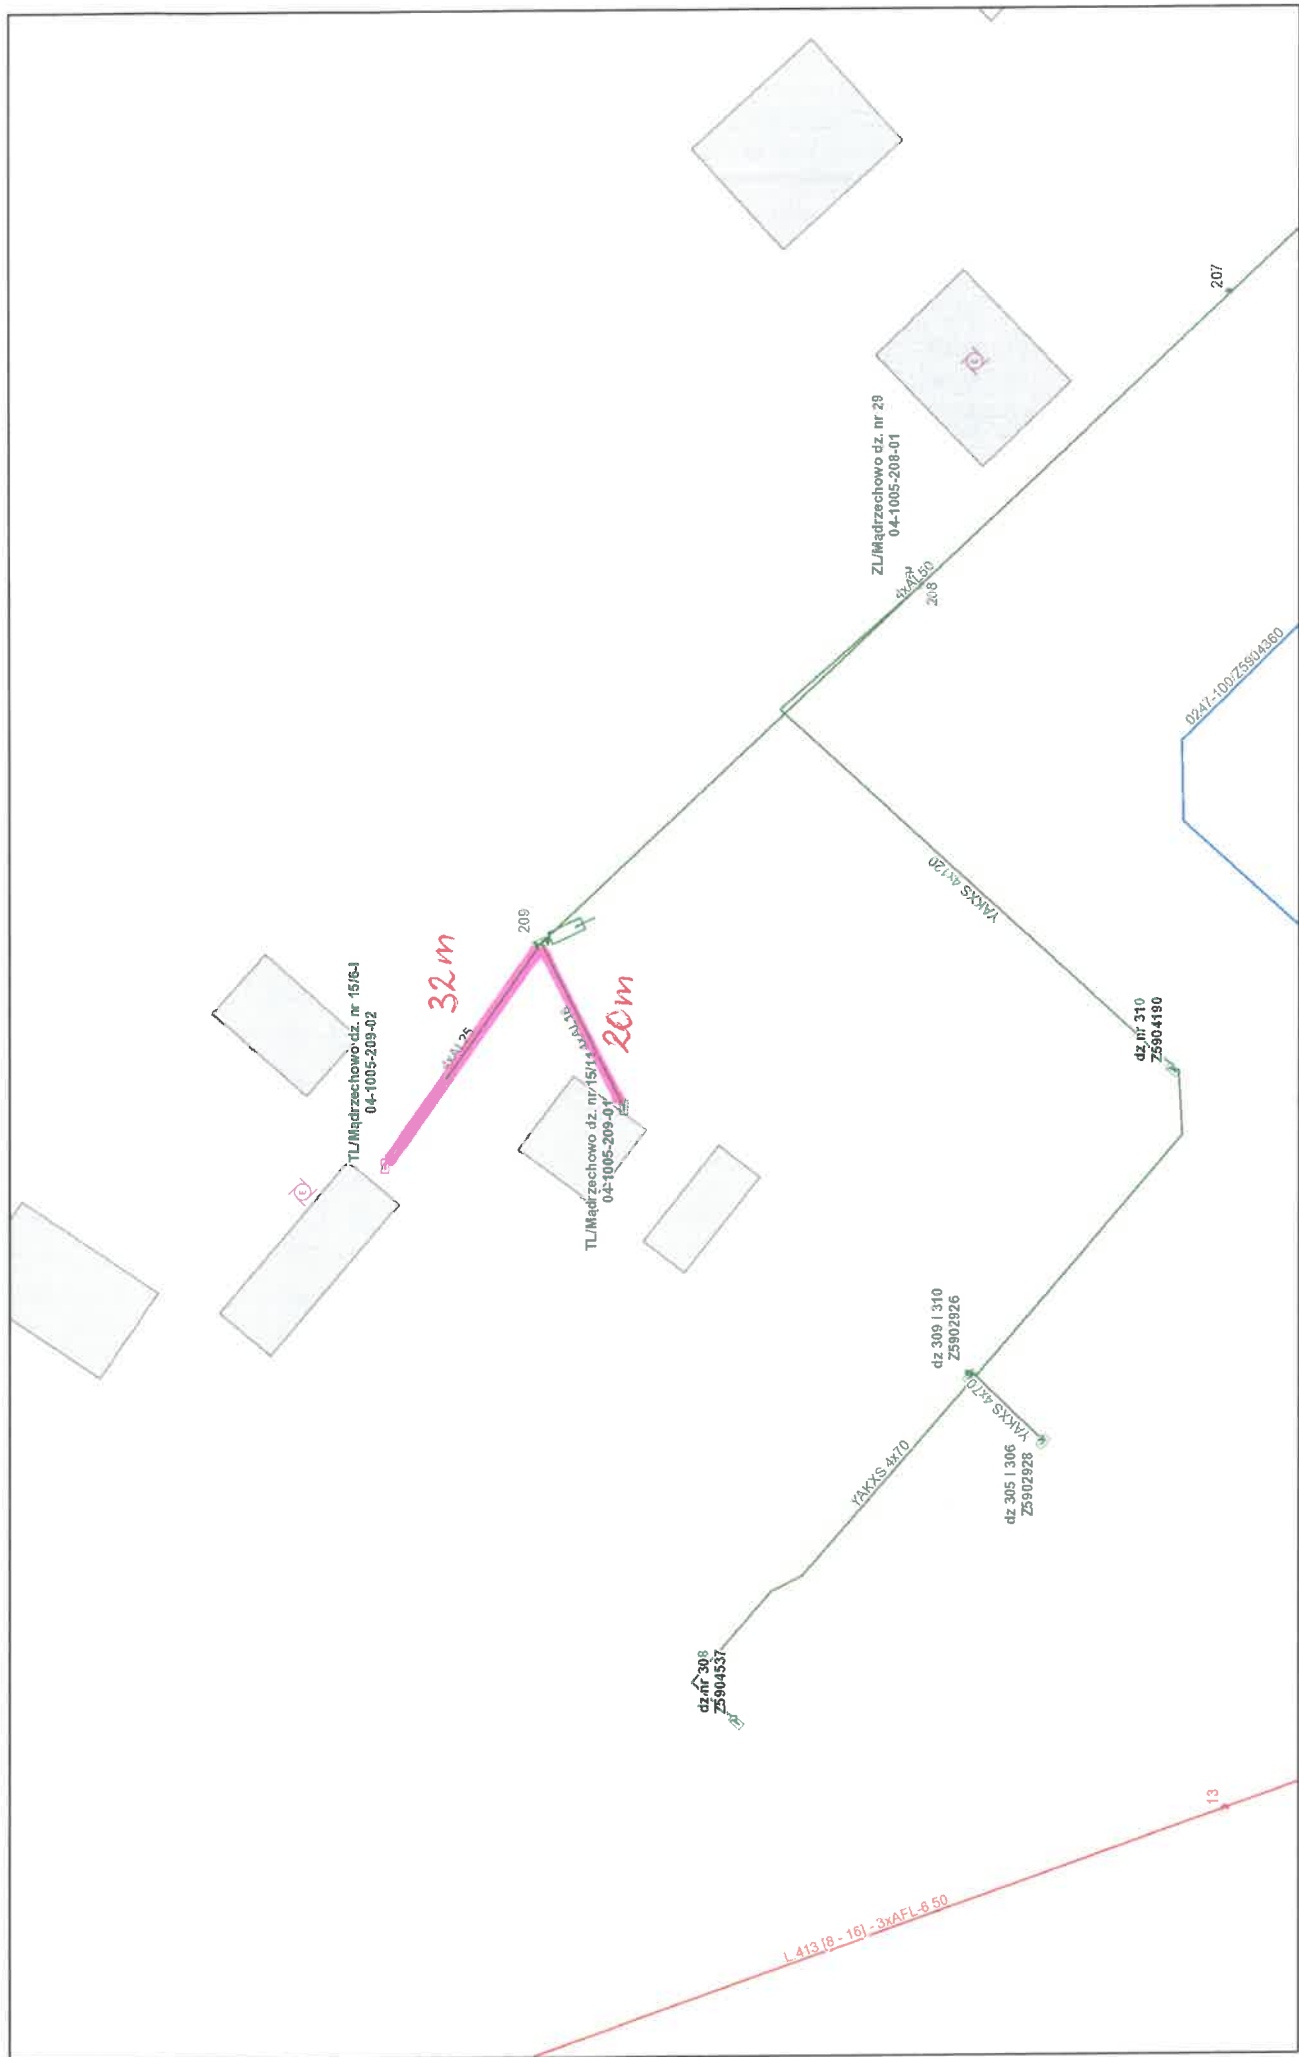 207
ZL/Mądrzechowo dz. nr 29
04-1005-208-01
4xAL50
208
0247-100/Z5904360
YAKXS 4x120
209
32m
TL/Mądrzechowo dz. nr 15/6-I
04-1005-209-02
4xAL25
20m
4xAL16
TL/Mądrzechowo dz. nr 15/11
04-1005-209-01
dz nr 310
Z5904190
dz 309 i 310
Z5902926
YAKXS 4x70
dz 305 i 306
Z5902928
YAKXS 4x70
dz nr 308
Z5904537
13
L.413 [8 - 16] - 3xAFL-6 50